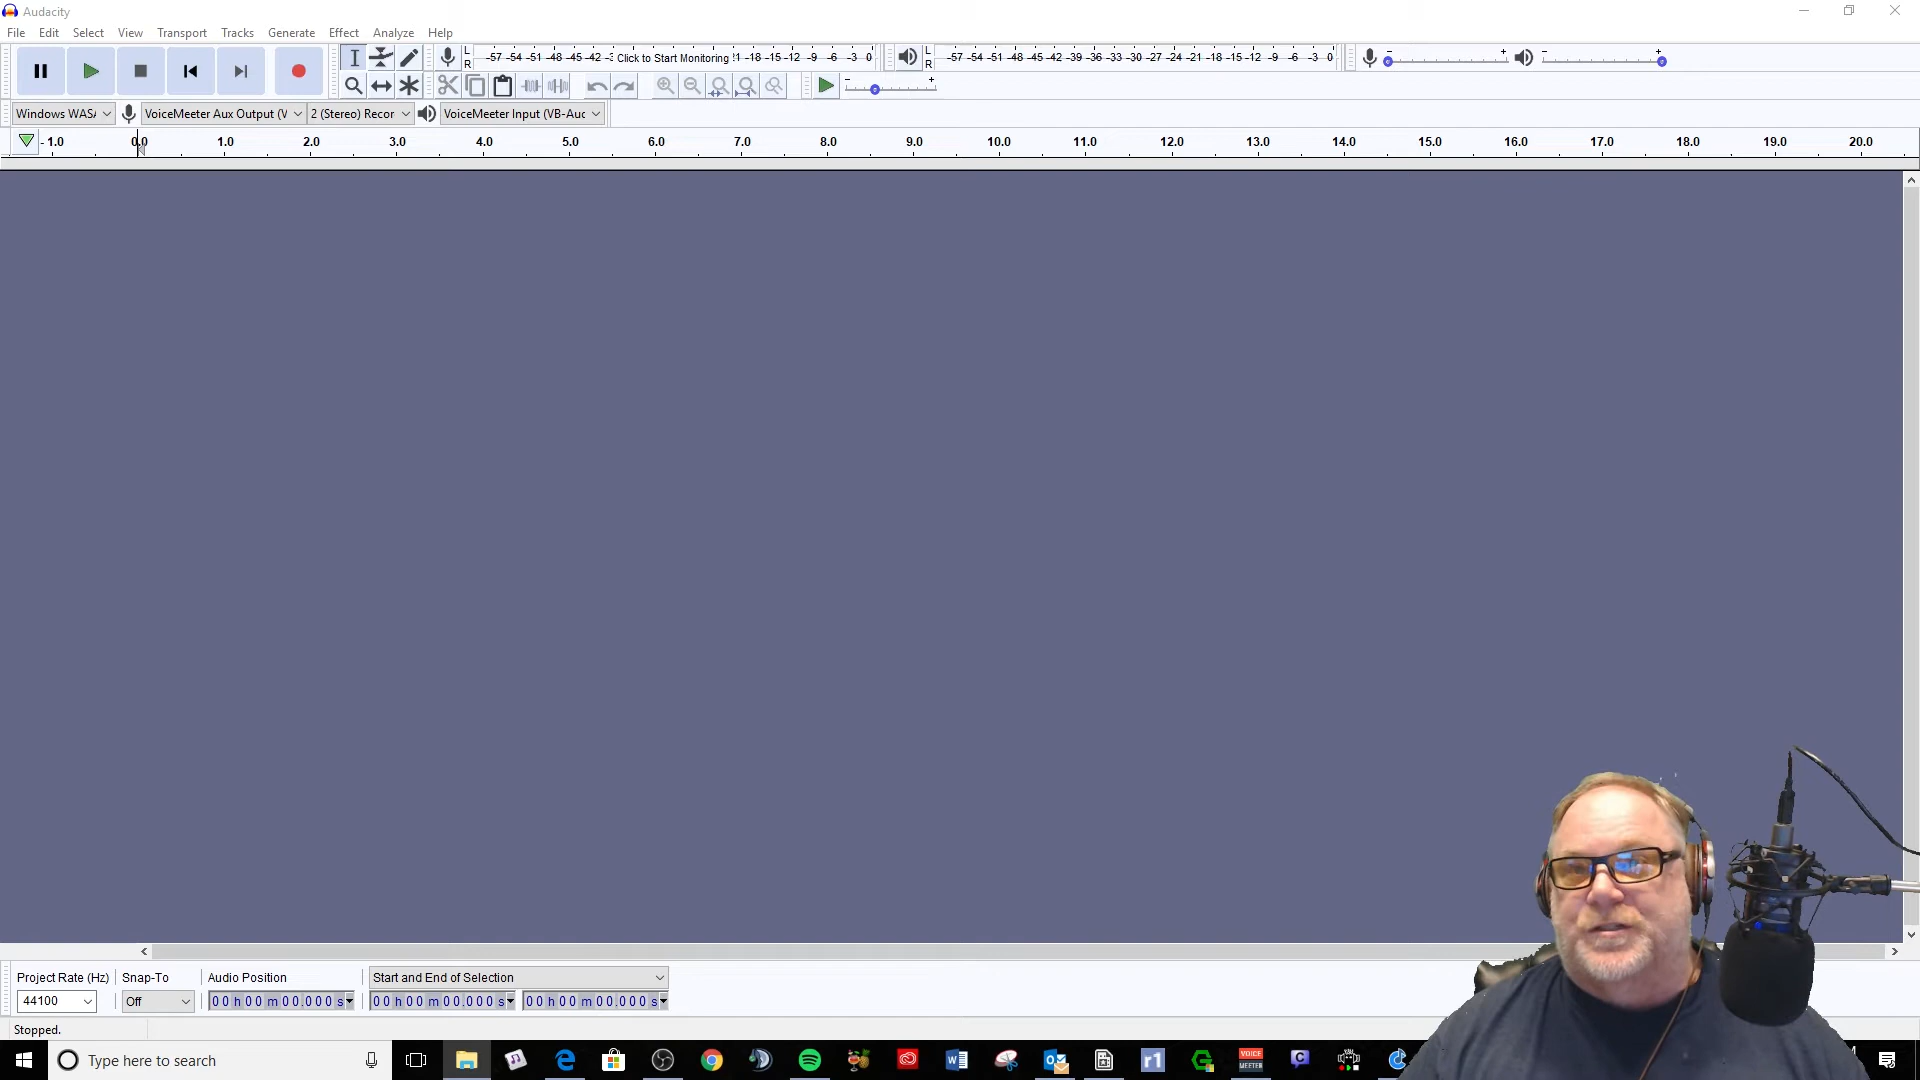 Audacity
File Edit Select View Transport Tracks Generate Effect Analyze Help
L
R
-57 -54 -51 -48 -45 -42 -3 Click to Start Monitoring !1 -18 -15 -12 -9 -6 -3 0
L
R
-57 -54 -51 -48 -45 -42 -39 -36 -33 -30 -27 -24 -21 -18 -15 -12 -9 -6 -3 0
- + - +
- +
Windows WASA VoiceMeeter Aux Output (V 2 (Stereo) Recor VoiceMeeter Input (VB-Auc
- 1.0 0.0 1.0 2.0 3.0 4.0 5.0 6.0 7.0 8.0 9.0 10.0 11.0 12.0 13.0 14.0 15.0 16.0 17.0 18.0 19.0 20.0
Project Rate (Hz) Snap-To Audio Position Start and End of Selection
44100 Off 00 h 00 m 00.000 s 00 h 00 m 00.000 s 00 h 00 m 00.000 s
Stopped.
Type here to search
r1
VOICE
MEETER